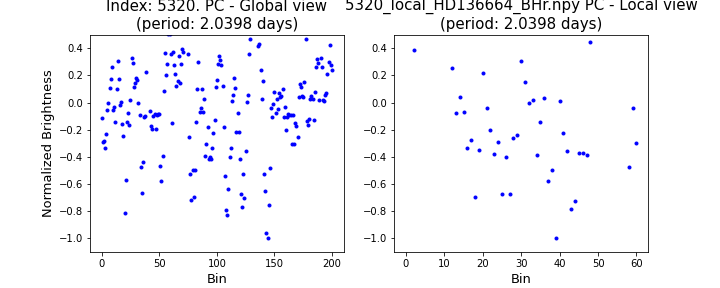 Index: 5320. PC - Global view
(period: 2.0398 days)
5320_local_HD136664_BHr.npy PC - Local view
(period: 2.0398 days)
Normalized Brightness
0.4
0.2
0.0
−0.2
−0.4
−0.6
−0.8
−1.0
0 50 100 150 200
Bin
0.4
0.2
0.0
−0.2
−0.4
−0.6
−0.8
−1.0
0 10 20 30 40 50 60
Bin